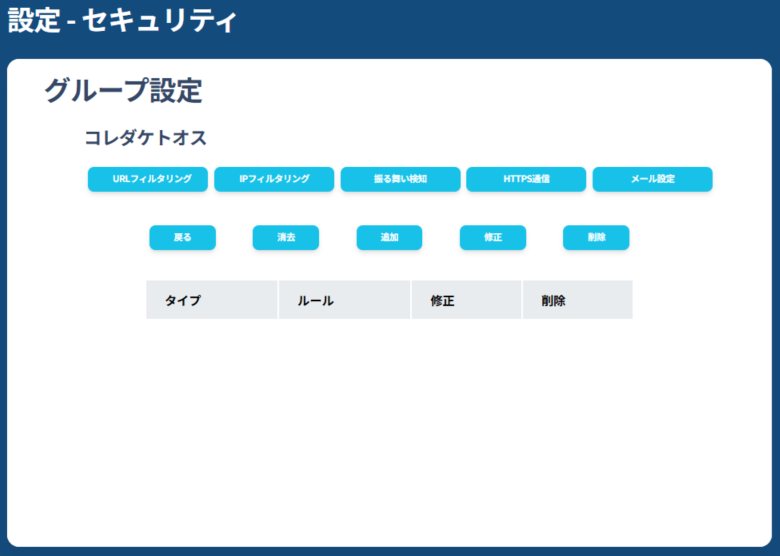 設定 - セキュリティ
グループ設定
コレダケトオス
URLフィルタリング IPフィルタリング 振る舞い検知 HTTPS通信 メール設定
戻る 消去 追加 修正 削除
タイプ ルール 修正 削除